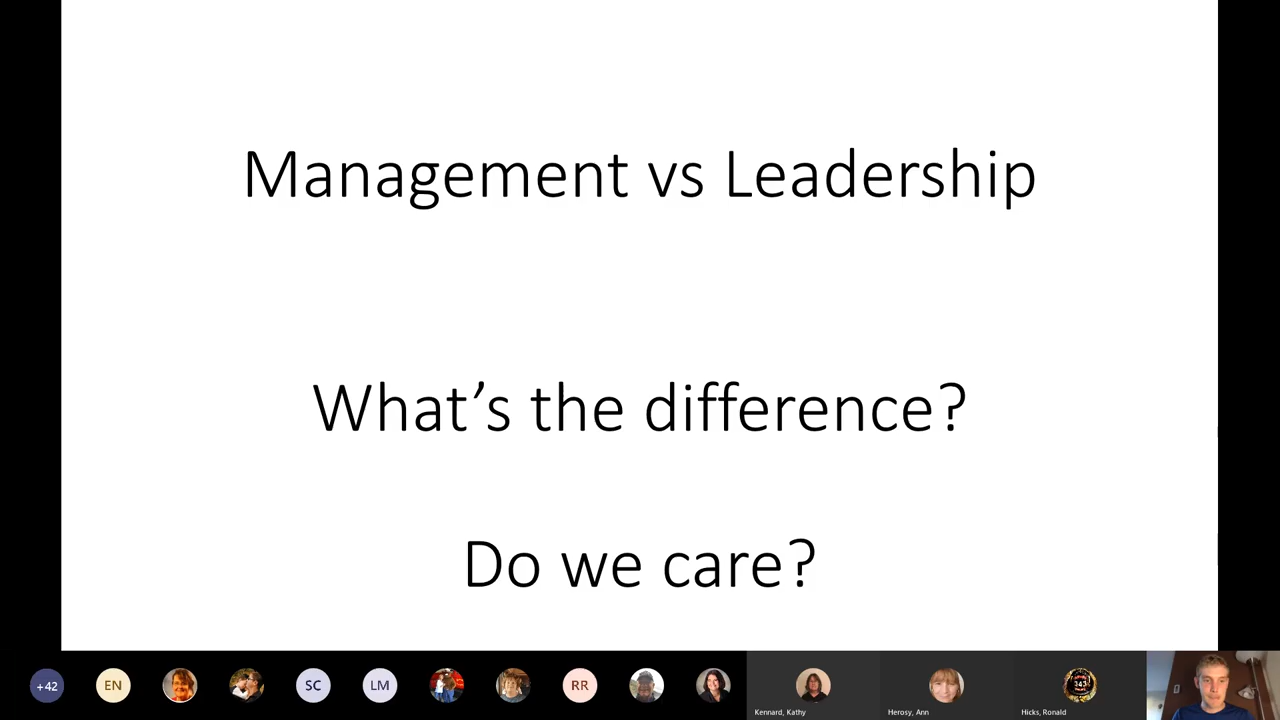 Management vs Leadership
What's the difference?
Do we care?
+42
EN
SC
LM
RR
343
Kennard, Kathy
Herosy, Ann
Hicks, Ronald